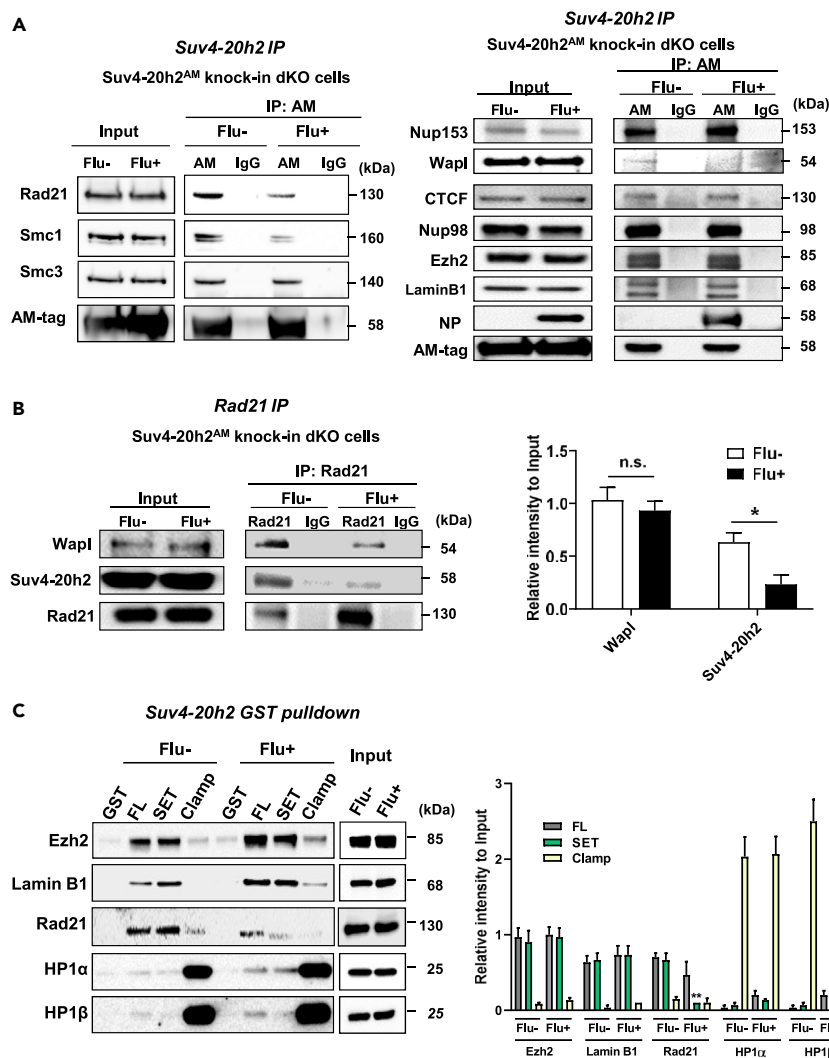 A
Suv4-20h2 IP
Suv4-20h2AM knock-in dKO cells
IP: AM
Input Flu- Flu+
Flu- Flu+ AM IgG AM IgG (kDa)
Rad21 130
Smc1 160
Smc3 140
AM-tag 58
Suv4-20h2 IP
Suv4-20h2AM knock-in dKO cells
IP: AM
Input Flu- Flu+
Flu- Flu+ AM IgG AM IgG (kDa)
Nup153 153
Wapl 54
CTCF 130
Nup98 98
Ezh2 85
LaminB1 68
NP 58
AM-tag 58
B
Rad21 IP
Suv4-20h2AM knock-in dKO cells
IP: Rad21
Input Flu- Flu+
Flu- Flu+ Rad21 IgG Rad21 IgG (kDa)
Wapl 54
Suv4-20h2 58
Rad21 130
Relative intensity to Input
1.5
1.0
0.5
0.0
n.s.
*
Flu-
Flu+
Wapl
Suv4-20h2
C
Suv4-20h2 GST pulldown
Flu- Flu+ Input
GST FL SET Clamp GST FL SET Clamp Flu- Flu+ (kDa)
Ezh2 85
Lamin B1 68
Rad21 130
HP1α 25
HP1β 25
Relative intensity to Input
3
2
1
0
FL
SET
Clamp
**
Flu- Flu+ Flu- Flu+ Flu- Flu+ Flu- Flu+ Flu- Fl
Ezh2 Lamin B1 Rad21 HP1α HP1